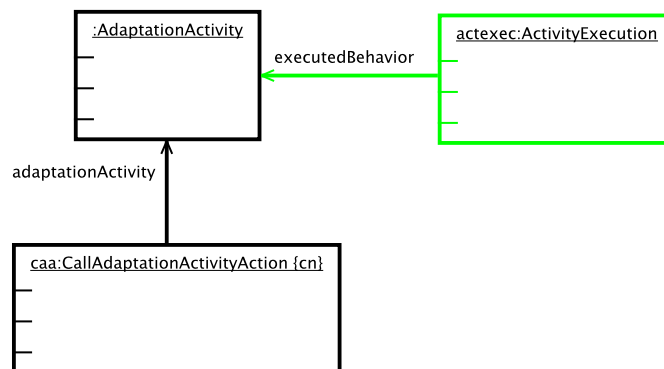 :AdaptationActivity
actexec:ActivityExecution
executedBehavior
adaptationActivity
caa:CallAdaptationActivityAction {cn}